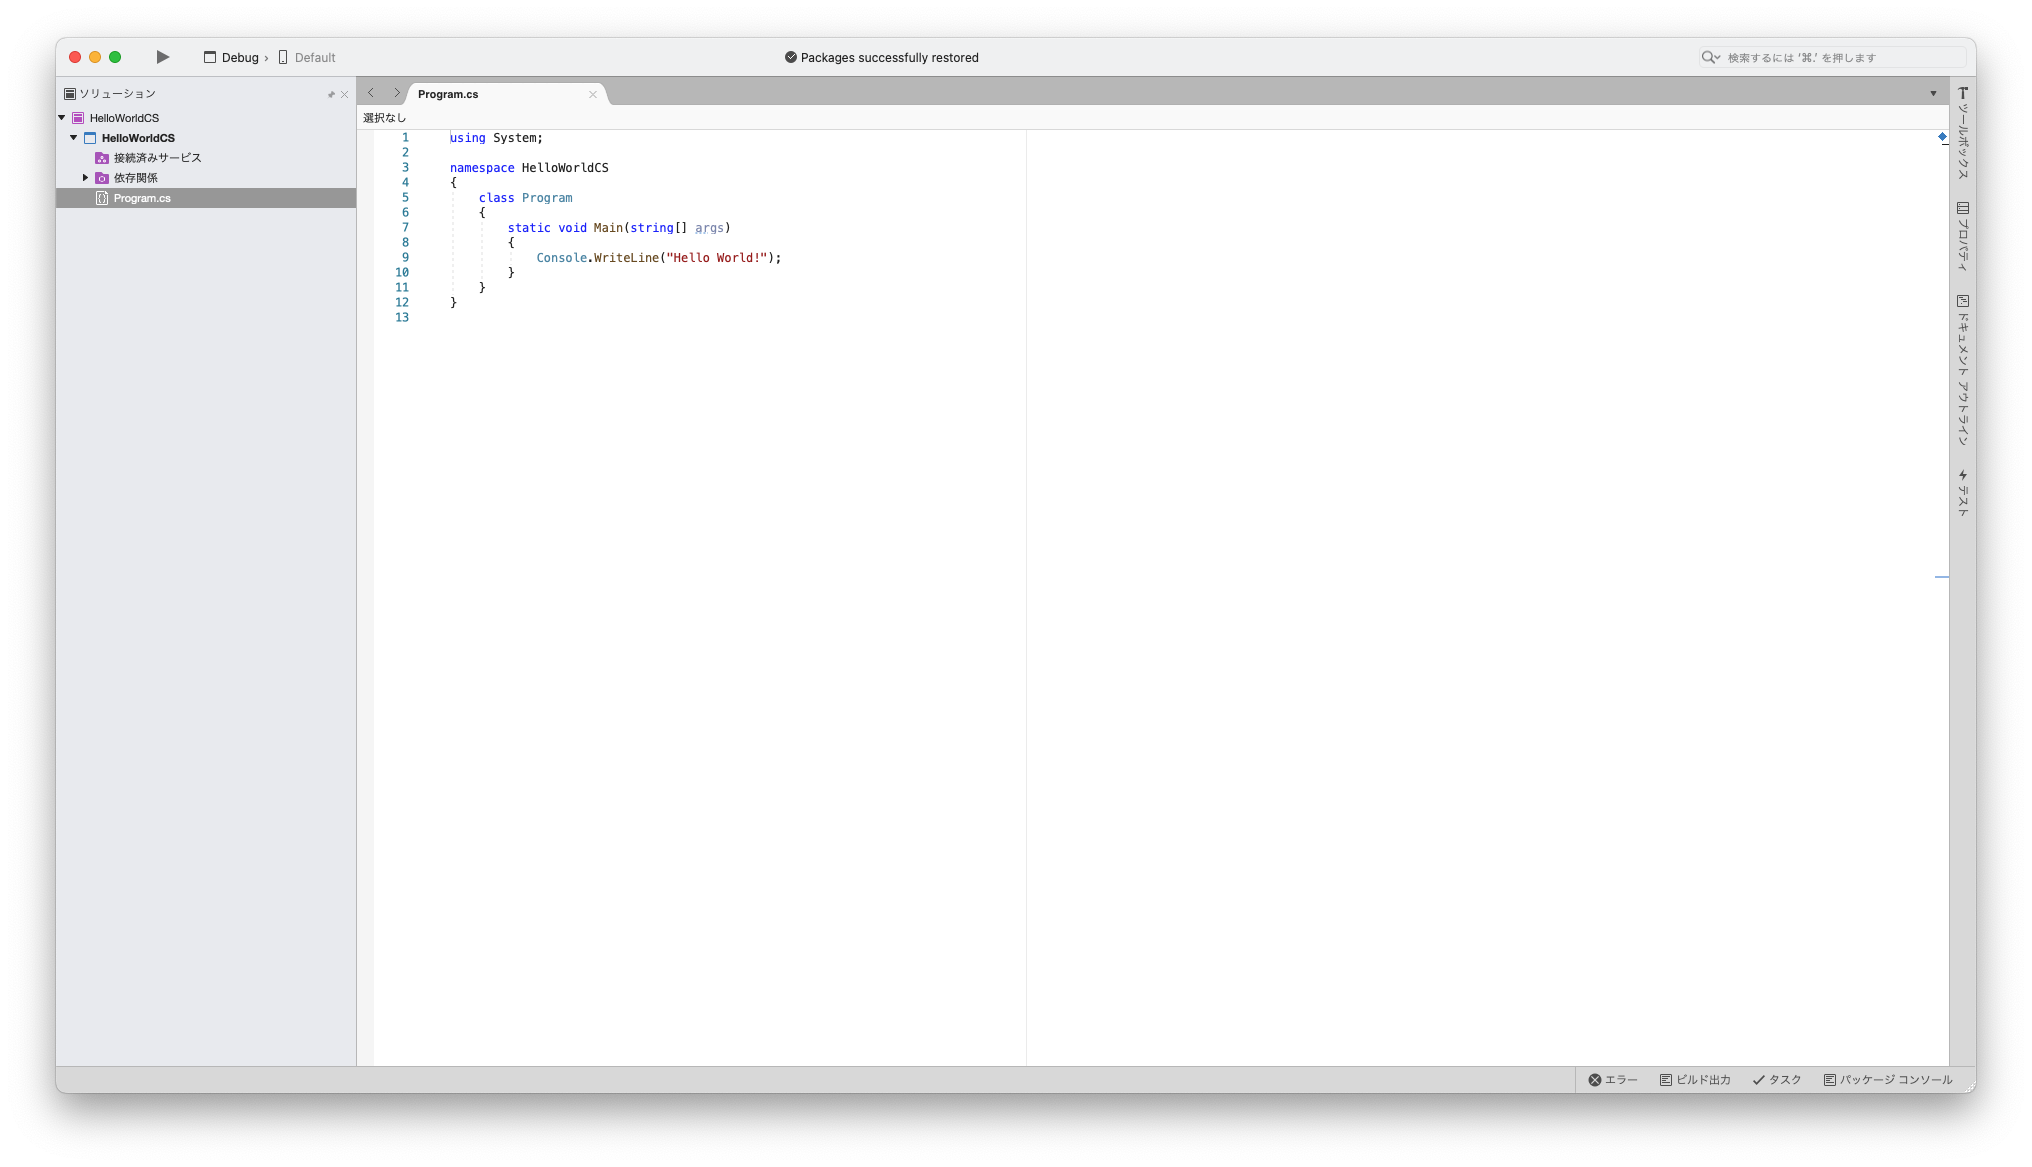 Debug › Default
Packages successfully restored
検索するには '⌘.' を押します
ソリューション
HelloWorldCS
HelloWorldCS
接続済みサービス
依存関係
Program.cs
Program.cs
選択なし
1 using System;
2
3 namespace HelloWorldCS
4 {
5 class Program
6 {
7 static void Main(string[] args)
8 {
9 Console.WriteLine("Hello World!");
10 }
11 }
12 }
13
ツールボックス
プロパティ
ドキュメント アウトライン
テスト
エラー
ビルド出力
タスク
パッケージ コンソール